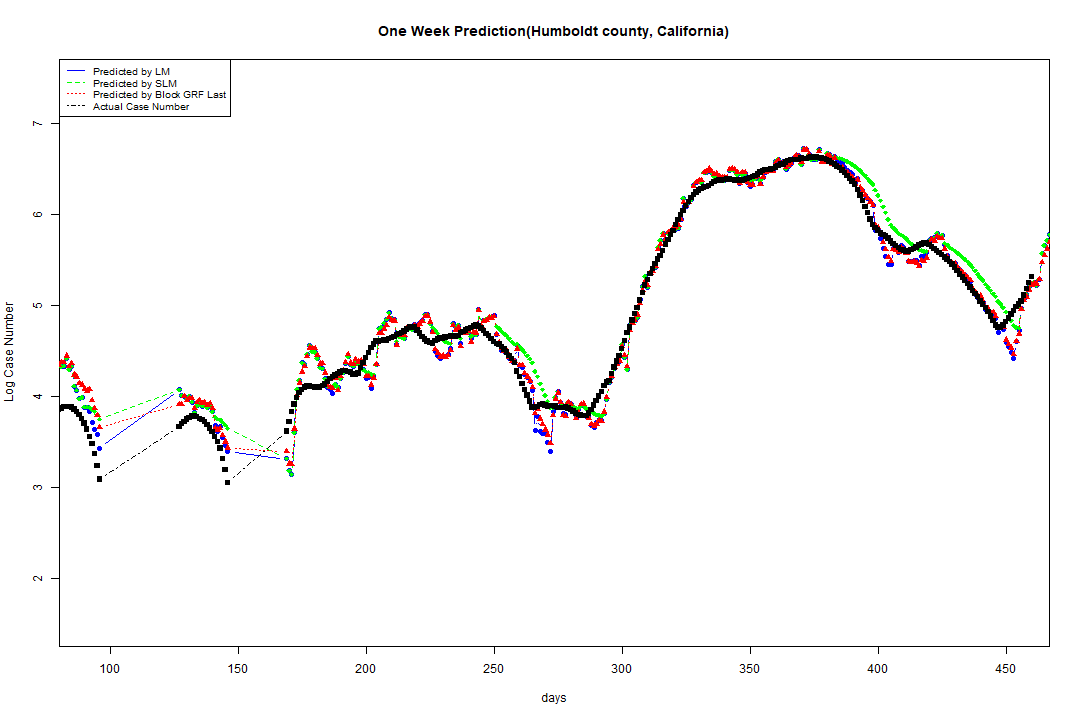 One Week Prediction(Humboldt county, California)
Predicted by LM
Predicted by SLM
Predicted by Block GRF Last
Actual Case Number
7
6
5
4
3
2
Log Case Number
100 150 200 250 300 350 400 450
days